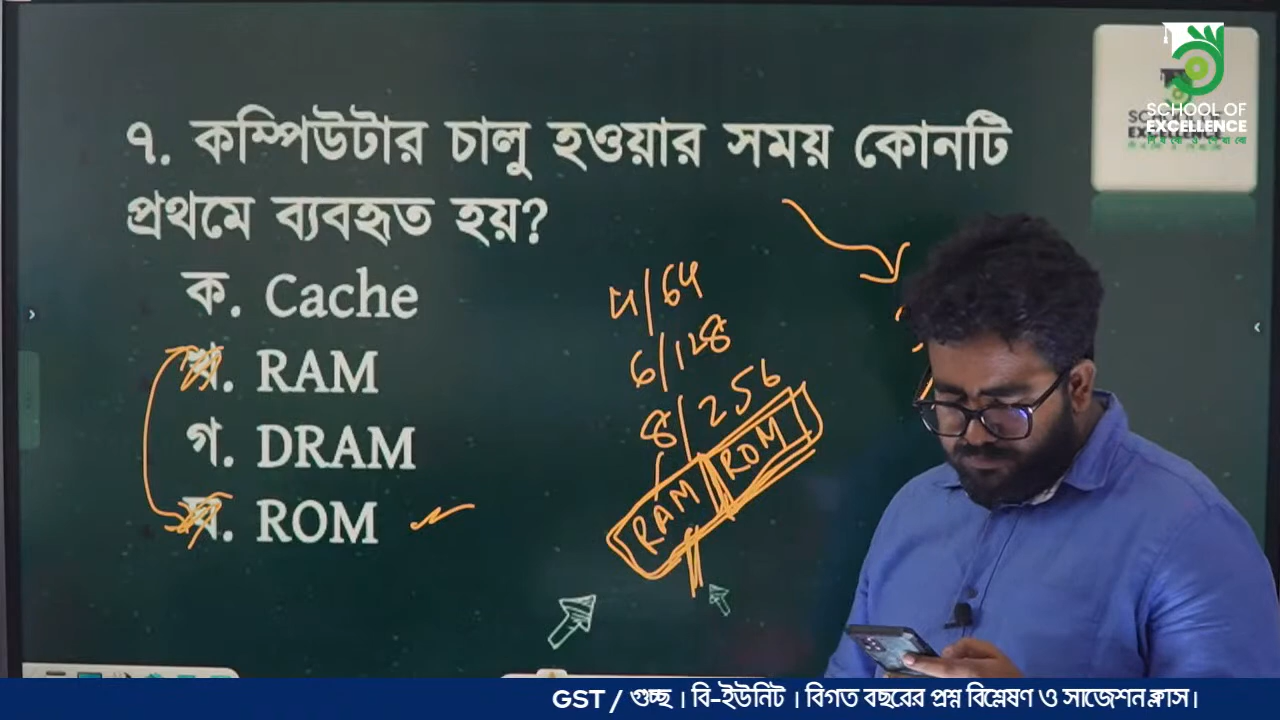 SCHOOL OF
EXCELLENCE
৭. কম্পিউটার চালু হওয়ার সময় কোনটি
প্রথমে ব্যবহৃত হয়?
ক. Cache
খ. RAM
গ. DRAM
ঘ. ROM
4/64
6/128
8/256
RAM ROM
GST / গুচ্ছ । বি-ইউনিট । বিগত বছরের প্রশ্ন বিশ্লেষণ ও সাজেশন ক্লাস।